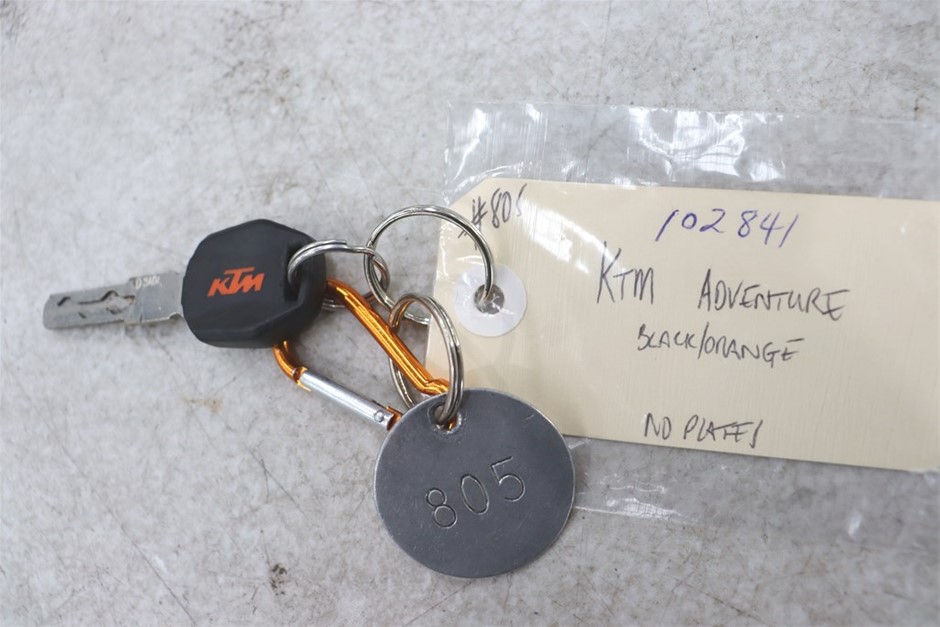 KTM
#805
102841
KTM ADVENTURE
BLACK/ORANGE
NO PLATES
805